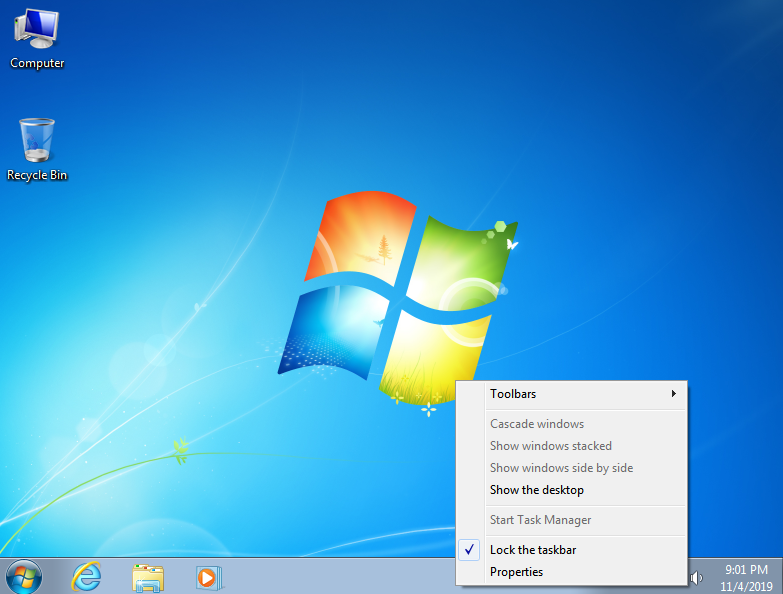 Computer
Recycle Bin
Toolbars
Cascade windows
Show windows stacked
Show windows side by side
Show the desktop
Start Task Manager
Lock the taskbar
Properties
9:01 PM
11/4/2019